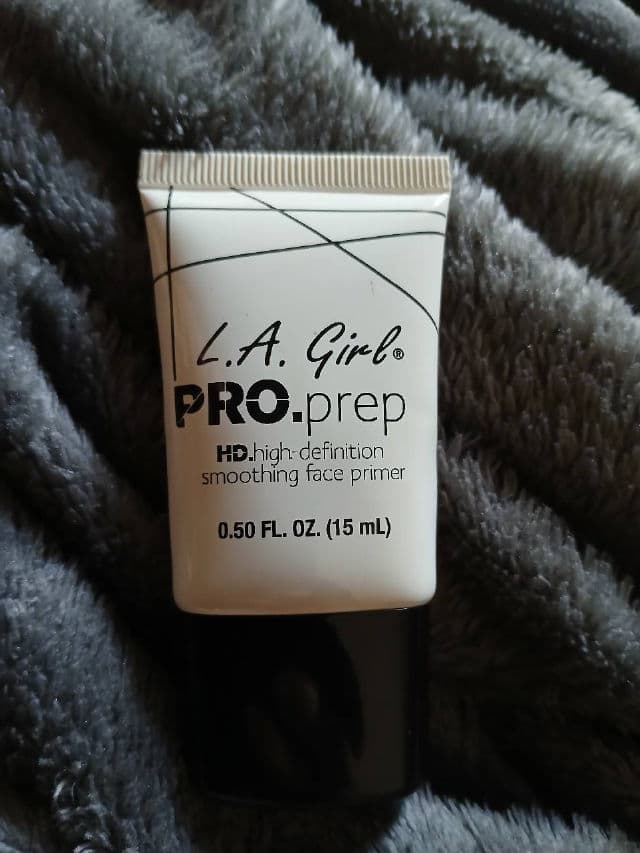 L.A. Girl®
PRO.prep
HD.high-definition
smoothing face primer
0.50 FL. OZ. (15 mL)